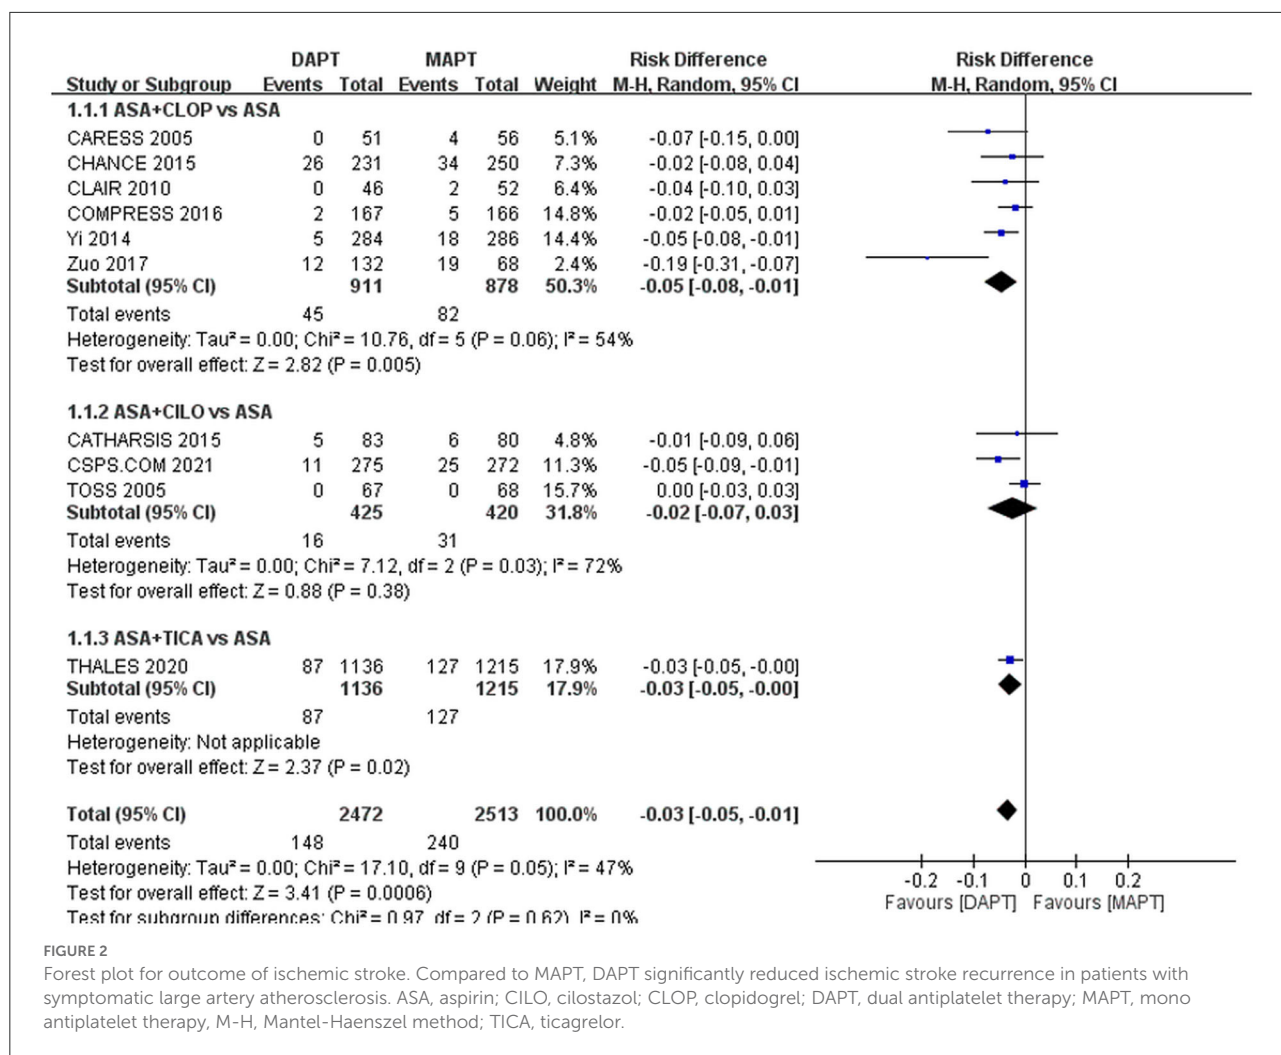 DAPT MAPT Risk Difference Risk Difference
Study or Subgroup Events Total Events Total Weight M-H, Random, 95% CI M-H, Random, 95% CI
1.1.1 ASA+CLOP vs ASA
CARESS 2005 0 51 4 56 5.1% -0.07 [-0.15, 0.00]
CHANCE 2015 26 231 34 250 7.3% -0.02 [-0.08, 0.04]
CLAIR 2010 0 46 2 52 6.4% -0.04 [-0.10, 0.03]
COMPRESS 2016 2 167 5 166 14.8% -0.02 [-0.05, 0.01]
Yi 2014 5 284 18 286 14.4% -0.05 [-0.08, -0.01]
Zuo 2017 12 132 19 68 2.4% -0.19 [-0.31, -0.07]
Subtotal (95% CI) 911 878 50.3% -0.05 [-0.08, -0.01]
Total events 45 82
Heterogeneity: Tau² = 0.00; Chi² = 10.76, df = 5 (P = 0.06); I² = 54%
Test for overall effect: Z = 2.82 (P = 0.005)
1.1.2 ASA+CILO vs ASA
CATHARSIS 2015 5 83 6 80 4.8% -0.01 [-0.09, 0.06]
CSPS.COM 2021 11 275 25 272 11.3% -0.05 [-0.09, -0.01]
TOSS 2005 0 67 0 68 15.7% 0.00 [-0.03, 0.03]
Subtotal (95% CI) 425 420 31.8% -0.02 [-0.07, 0.03]
Total events 16 31
Heterogeneity: Tau² = 0.00; Chi² = 7.12, df = 2 (P = 0.03); I² = 72%
Test for overall effect: Z = 0.88 (P = 0.38)
1.1.3 ASA+TICA vs ASA
THALES 2020 87 1136 127 1215 17.9% -0.03 [-0.05, -0.00]
Subtotal (95% CI) 1136 1215 17.9% -0.03 [-0.05, -0.00]
Total events 87 127
Heterogeneity: Not applicable
Test for overall effect: Z = 2.37 (P = 0.02)
Total (95% CI) 2472 2513 100.0% -0.03 [-0.05, -0.01]
Total events 148 240
Heterogeneity: Tau² = 0.00; Chi² = 17.10, df = 9 (P = 0.05); I² = 47%
Test for overall effect: Z = 3.41 (P = 0.0006)
Test for subgroup differences: Chi² = 0.97, df = 2 (P = 0.62), I² = 0%
-0.2 -0.1 0 0.1 0.2
Favours [DAPT] Favours [MAPT]
FIGURE 2
Forest plot for outcome of ischemic stroke. Compared to MAPT, DAPT significantly reduced ischemic stroke recurrence in patients with
symptomatic large artery atherosclerosis. ASA, aspirin; CILO, cilostazol; CLOP, clopidogrel; DAPT, dual antiplatelet therapy; MAPT, mono
antiplatelet therapy, M-H, Mantel-Haenszel method; TICA, ticagrelor.